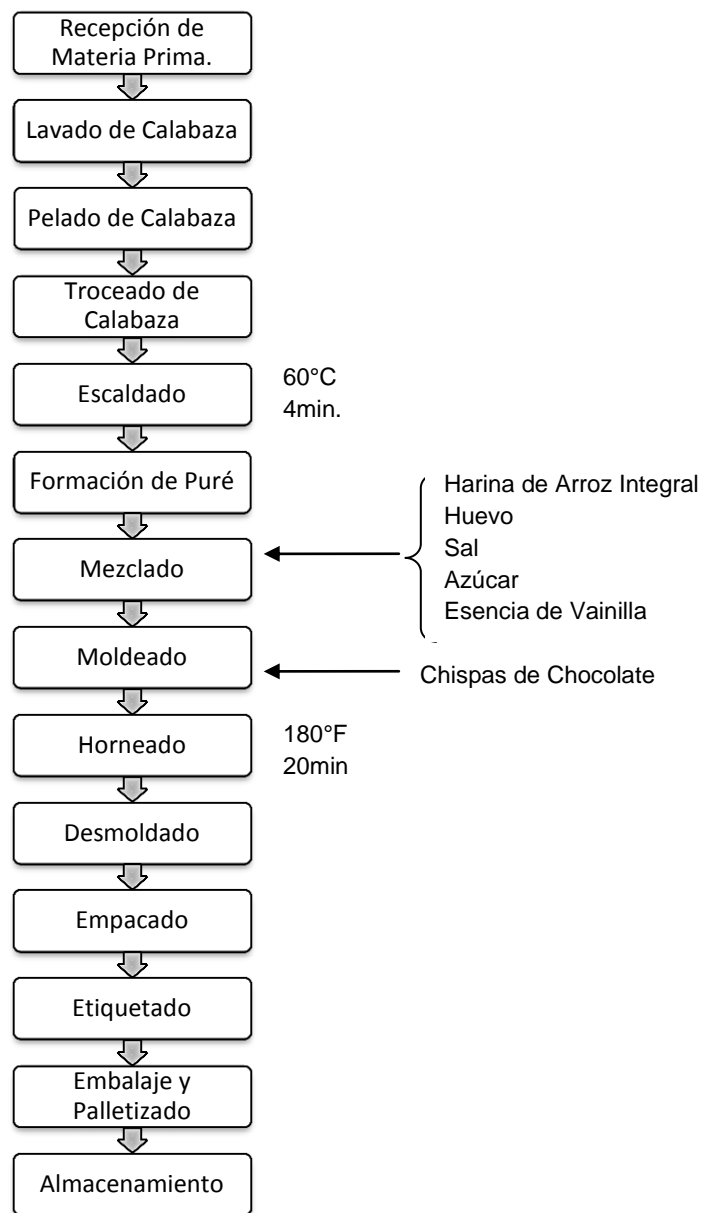 Recepción de
Materia Prima.
Lavado de Calabaza
Pelado de Calabaza
Troceado de
Calabaza
Escaldado
60°C
4min.
Formación de Puré
Mezclado
Harina de Arroz Integral
Huevo
Sal
Azúcar
Esencia de Vainilla
Moldeado
Chispas de Chocolate
Horneado
180°F
20min
Desmoldado
Empacado
Etiquetado
Embalaje y
Palletizado
Almacenamiento